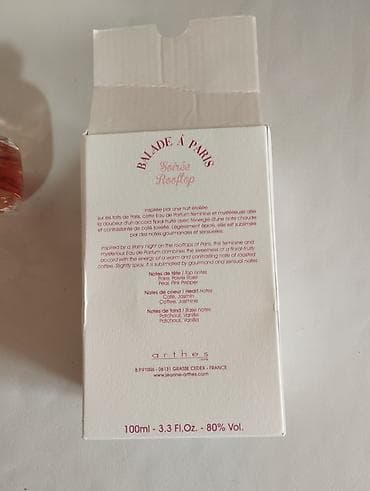 BALADE À PARIS
Soirée
Rooftop
Inspirée par une nuit étoilée
sur les toits de Paris, cette Eau de Parfum féminine et mystérieuse allie
la douceur d'un accord floral fruité avec l'énergie d'une note chaude
et contrastante de café torréfié. Légèrement épicé, elle est sublimée
par des notes gourmandes et sensuelles.
Inspired by a starry night on the rooftops of Paris, this feminine and
mysterious Eau de Parfum combines the sweetness of a floral-fruity
accord with the energy of a warm and contrasting note of roasted
coffee. Slightly spicy, it is sublimated by gourmand and sensual notes
Notes de tête / Top notes
Poire, Poivre Rose
Pear, Pink Pepper
Notes de coeur / Heart Notes
Café, Jasmin
Coffee, Jasmine
Notes de fond / Base notes
Patchouli, Vanille
Patchouli, Vanilla
arthes
- 06131 GRASSE CEDEX - FRANCE
www.jeanne-arthes.com
100ml - 3.3 Fl.Oz. - 80% Vol.